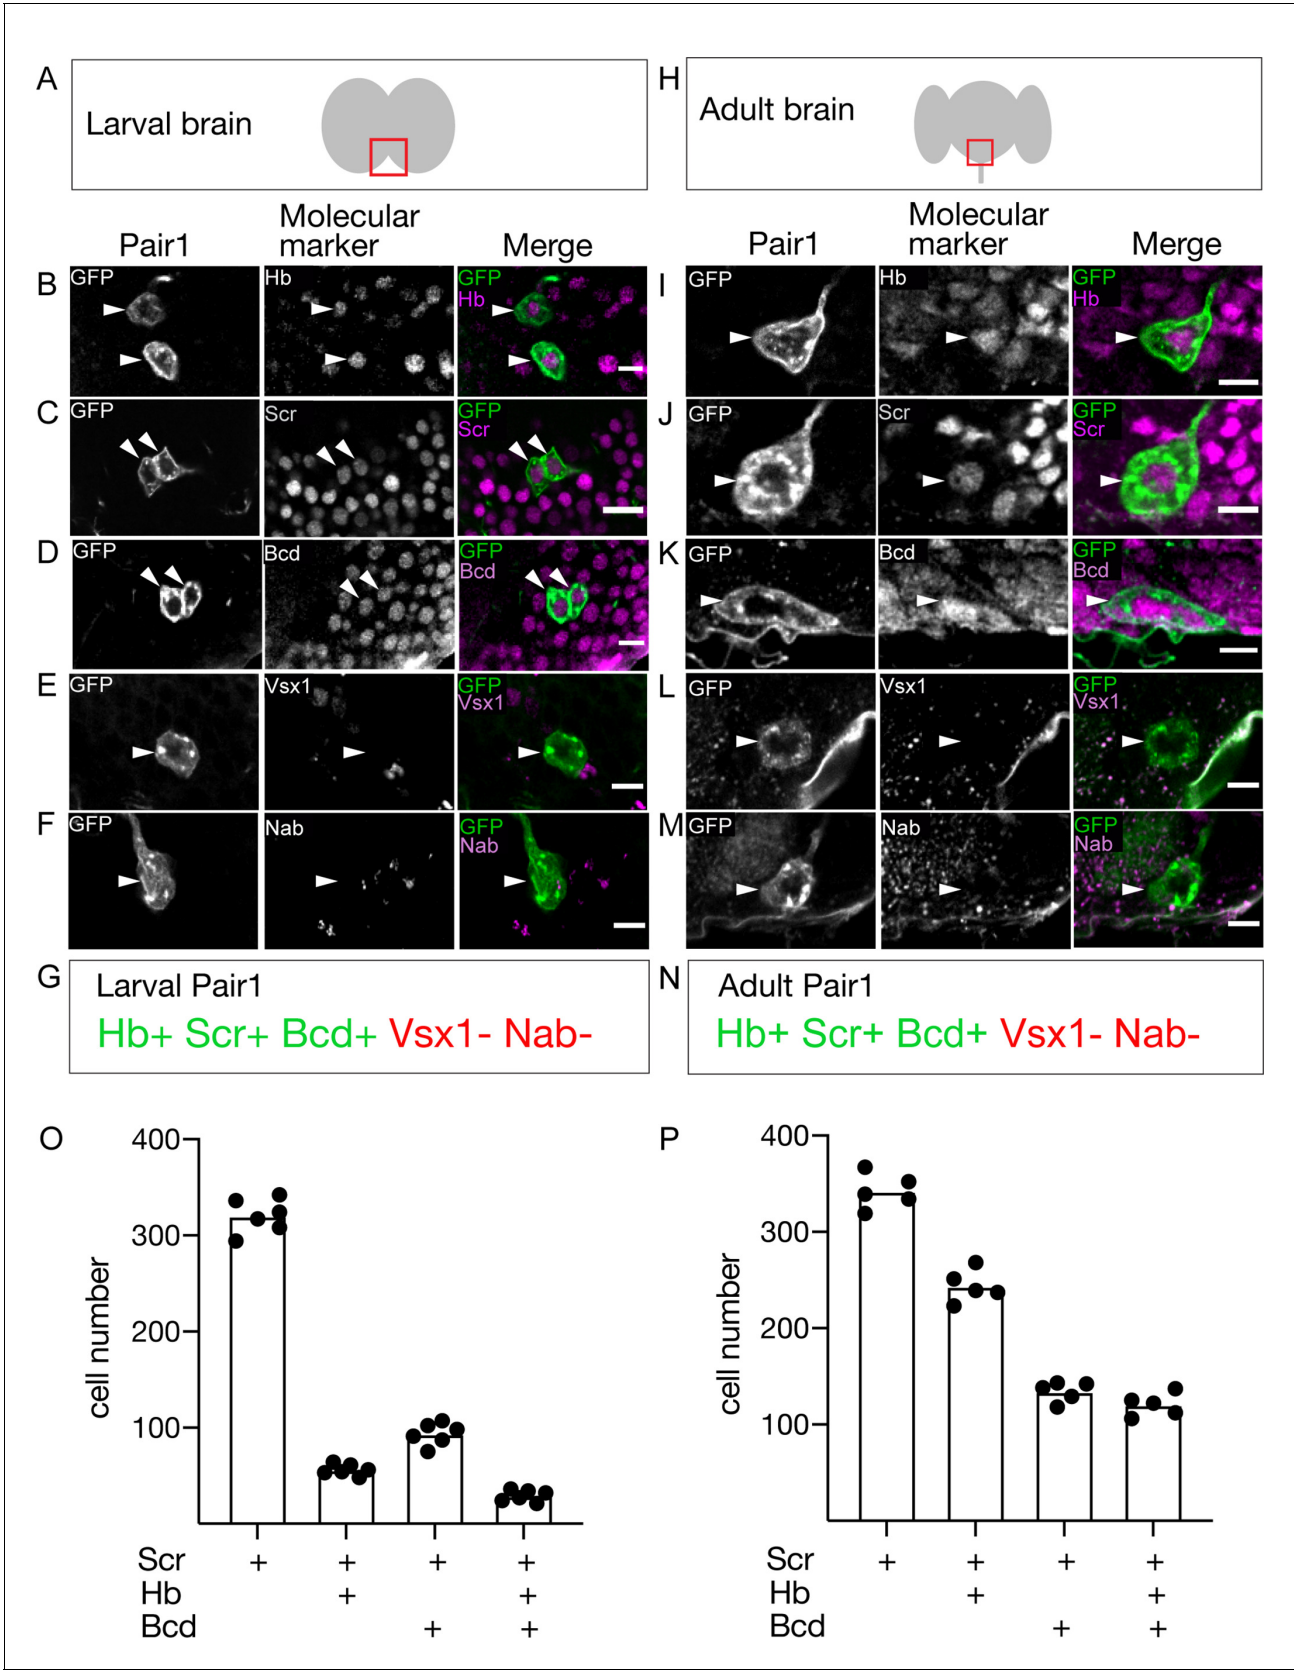 A
Larval brain
H
Adult brain
Pair1
Molecular
marker
Merge
Pair1
Molecular
marker
Merge
B
GFP
Hb
GFP
Hb
I
GFP
Hb
GFP
Hb
C
GFP
Scr
GFP
Scr
J
GFP
Scr
GFP
Scr
D
GFP
Bcd
GFP
Bcd
K
GFP
Bcd
GFP
Bcd
E
GFP
Vsx1
GFP
Vsx1
L
GFP
Vsx1
GFP
Vsx1
F
GFP
Nab
GFP
Nab
M
GFP
Nab
GFP
Nab
G
Larval Pair1
Hb+ Scr+ Bcd+ Vsx1- Nab-
N
Adult Pair1
Hb+ Scr+ Bcd+ Vsx1- Nab-
O
400
300
200
100
cell number
Scr + + + +
Hb + +
Bcd + +
P
400
300
200
100
cell number
Scr + + + +
Hb + +
Bcd + +